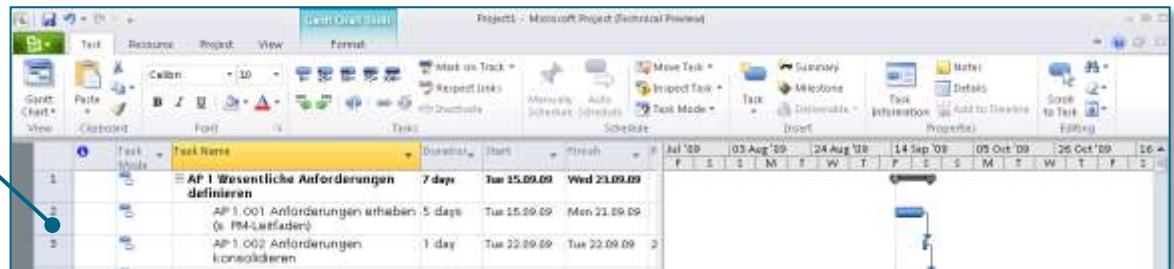 Gantt Chart Tools
Project1 - Microsoft Project (Technical Preview)
Task Resource Project View Format
Calibri 10
Mark on Track
Respect Links
Inactivate
Move Task
Inspect Task
Task Mode
Summary
Milestone
Deliverable
Notes
Details
Add to Timeline
Gantt Chart
Paste
B I U A
Manually Schedule
Auto Schedule
Task
Task Information
Scroll to Task
View Clipboard Font Tasks Schedule Insert Properties Editing
Task Mode Task Name Duration Start Finish
Jul '09 03 Aug '09 24 Aug '09 14 Sep '09 05 Oct '09 26 Oct '09 16
F S S M T W T F S S M T W T F S
1 AP 1 Wesentliche Anforderungen definieren 7 days Tue 15.09.09 Wed 23.09.09
2 AP 1.001 Anforderungen erheben (s. PM-Leitfaden) 5 days Tue 15.09.09 Mon 21.09.09
3 AP 1.002 Anforderungen konsolidieren 1 day Tue 22.09.09 Tue 22.09.09 2